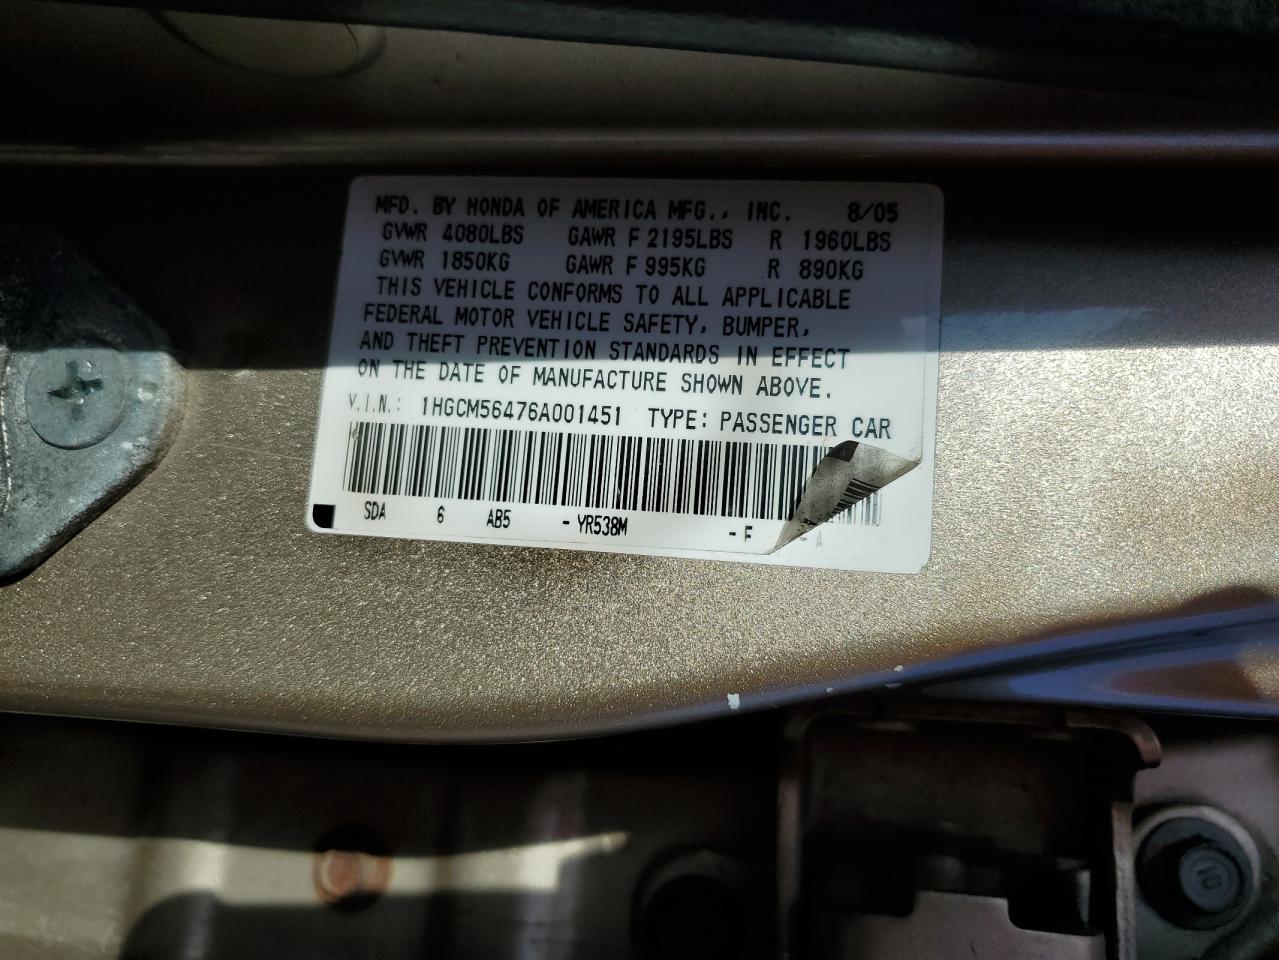 MFD. BY HONDA OF AMERICA MFG., INC. 8/05
GVWR 4080LBS GAWR F 2195LBS R 1960LBS
GVWR 1850KG GAWR F 995KG R 890KG
THIS VEHICLE CONFORMS TO ALL APPLICABLE
FEDERAL MOTOR VEHICLE SAFETY, BUMPER,
AND THEFT PREVENTION STANDARDS IN EFFECT
ON THE DATE OF MANUFACTURE SHOWN ABOVE.
V.I.N.: 1HGCM56476A001451 TYPE: PASSENGER CAR
SDA 6 AB5 - YR538M - F - A